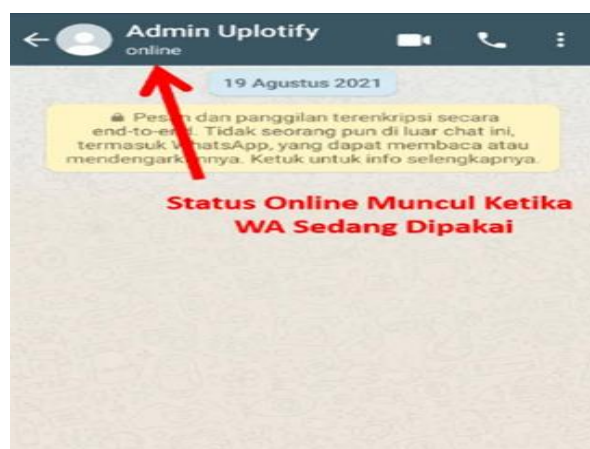 Admin Uplotify
online
19 Agustus 2021
Pesan dan panggilan terenkripsi secara
end-to-end. Tidak seorang pun di luar chat ini,
termasuk WhatsApp, yang dapat membaca atau
mendengarkannya. Ketuk untuk info selengkapnya.
Status Online Muncul Ketika
WA Sedang Dipakai